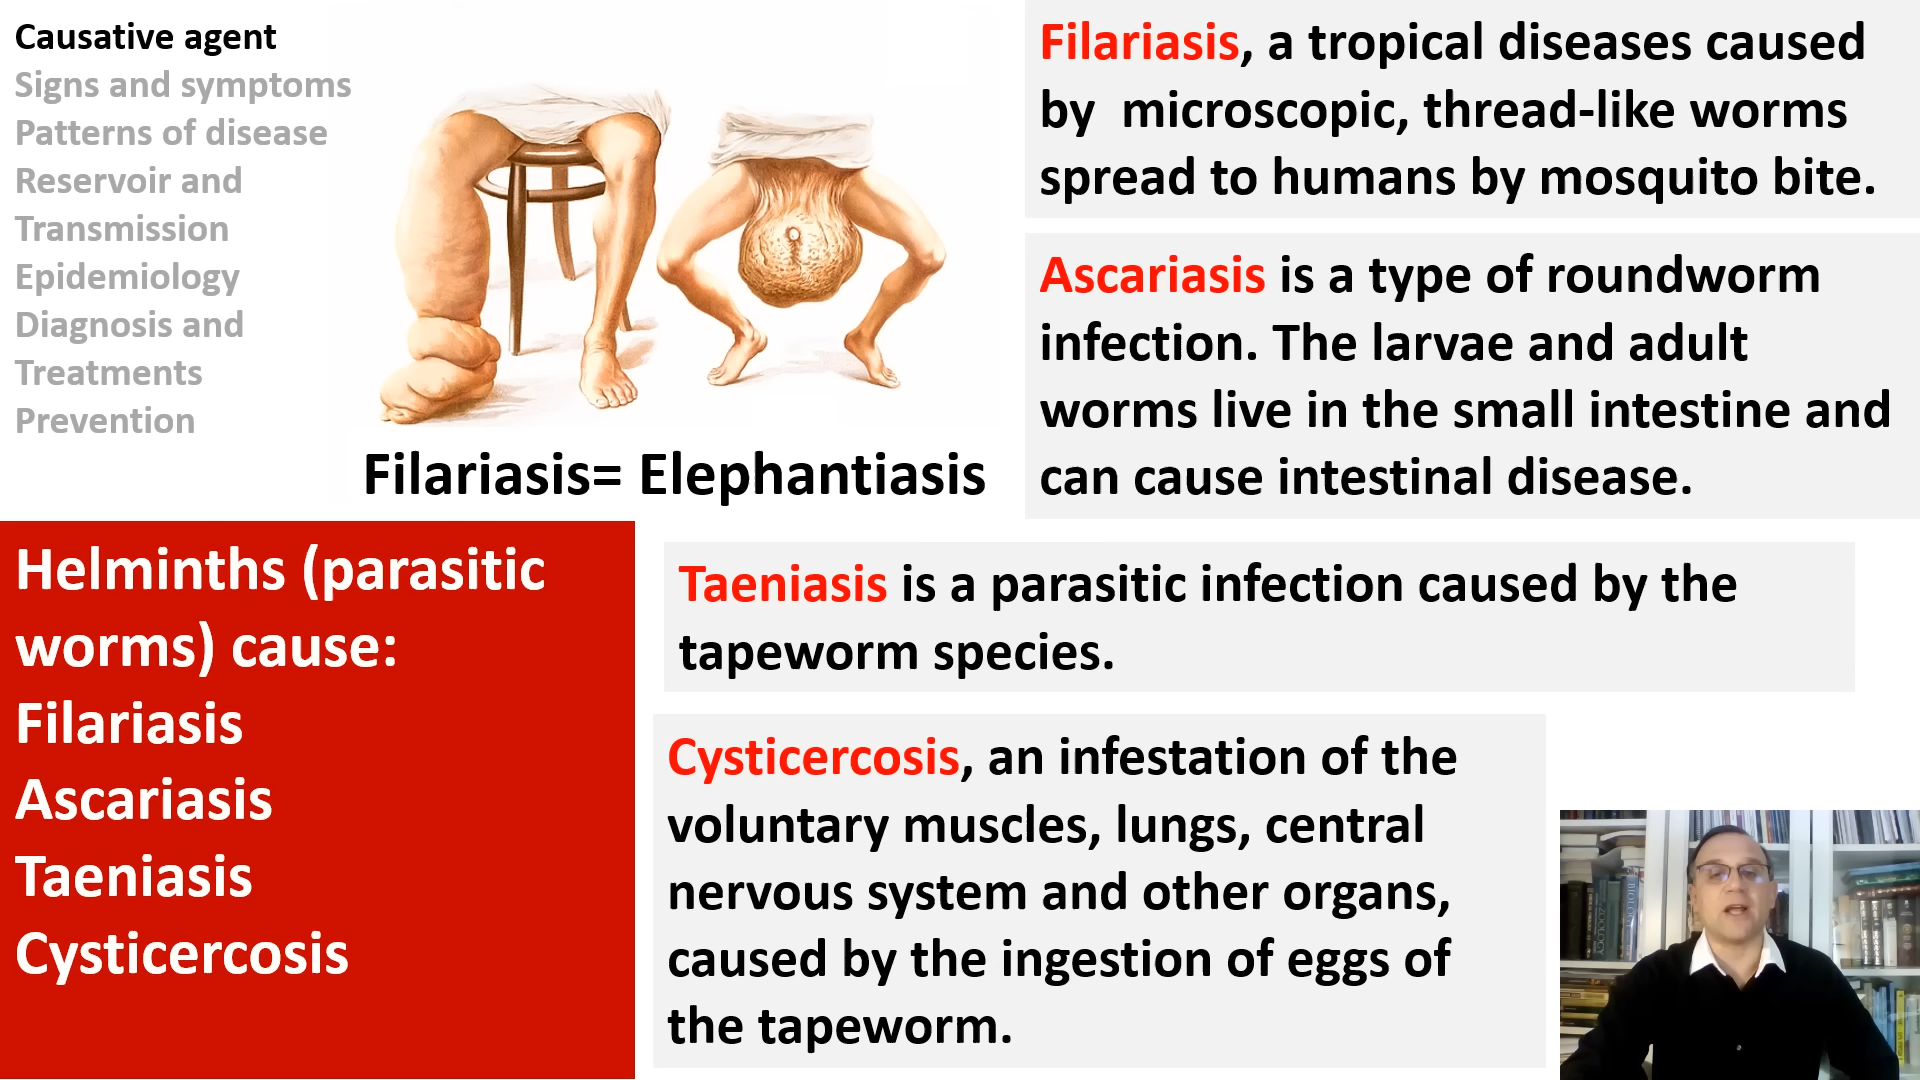 Causative agent
Signs and symptoms
Patterns of disease
Reservoir and
Transmission
Epidemiology
Diagnosis and
Treatments
Prevention
Filariasis= Elephantiasis
Filariasis, a tropical diseases caused
by  microscopic, thread-like worms
spread to humans by mosquito bite.
Ascariasis is a type of roundworm
infection. The larvae and adult
worms live in the small intestine and
can cause intestinal disease.
Helminths (parasitic
worms) cause:
Filariasis
Ascariasis
Taeniasis
Cysticercosis
Taeniasis is a parasitic infection caused by the
tapeworm species.
Cysticercosis, an infestation of the
voluntary muscles, lungs, central
nervous system and other organs,
caused by the ingestion of eggs of
the tapeworm.